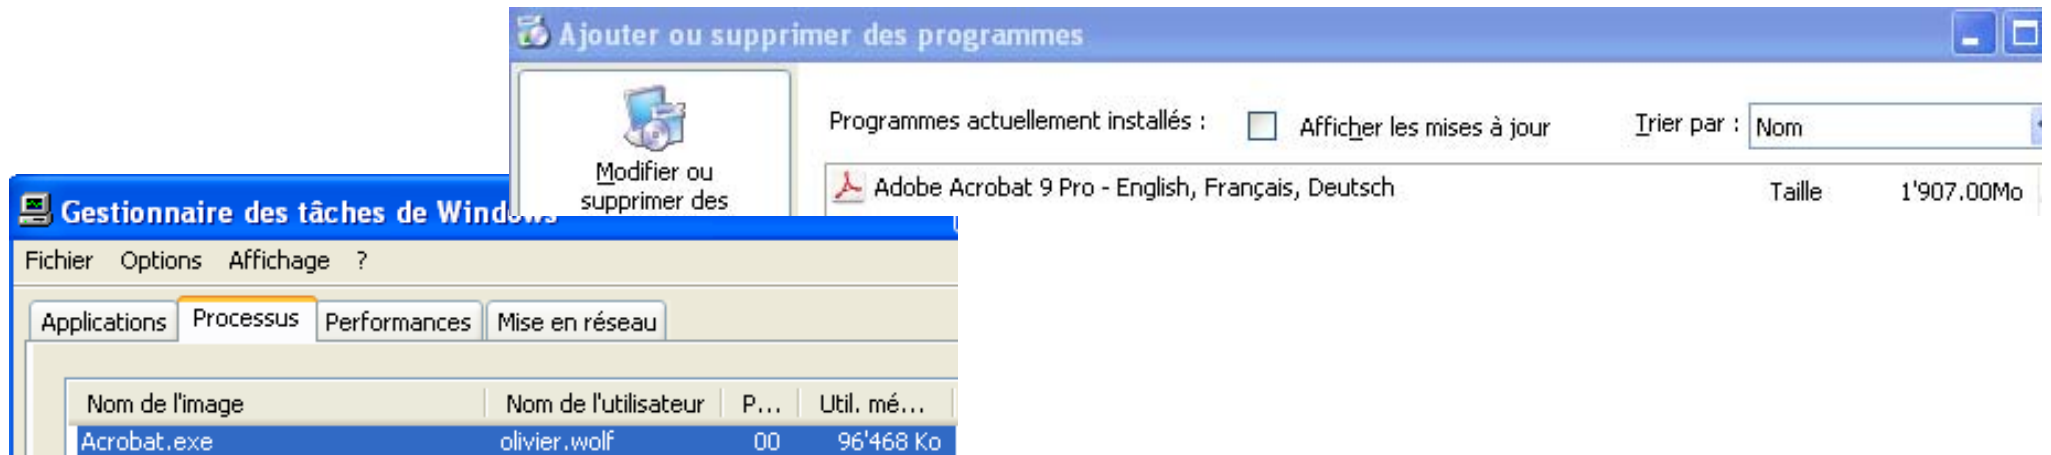 Ajouter ou supprimer des programmes
Modifier ou
supprimer des
Programmes actuellement installés :
Afficher les mises à jour
Trier par :
Nom
Adobe Acrobat 9 Pro - English, Français, Deutsch
Taille
1'907.00Mo
Gestionnaire des tâches de Windows
Fichier Options Affichage ?
Applications Processus Performances Mise en réseau
Nom de l'image Nom de l'utilisateur P... Util. mé...
Acrobat.exe olivier.wolf 00 96'468 Ko